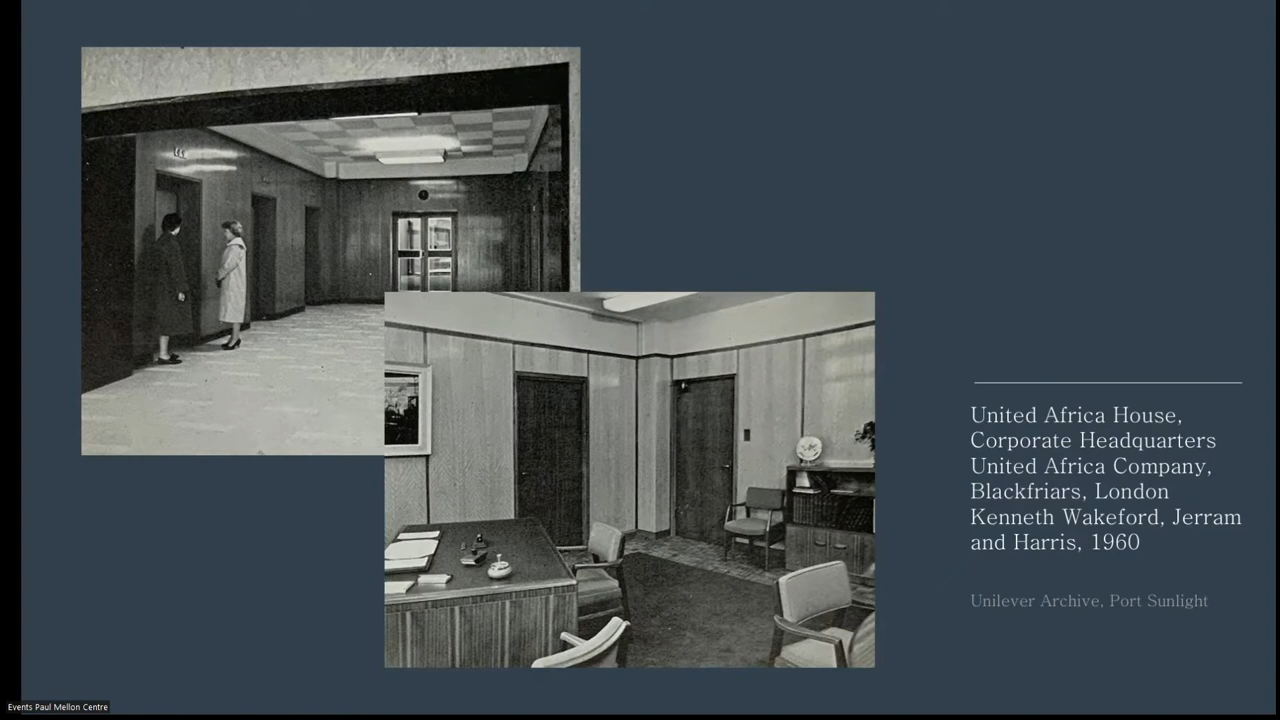 United Africa House,
Corporate Headquarters
United Africa Company,
Blackfriars, London
Kenneth Wakeford, Jerram
and Harris, 1960
Unilever Archive, Port Sunlight
Events Paul Mellon Centre